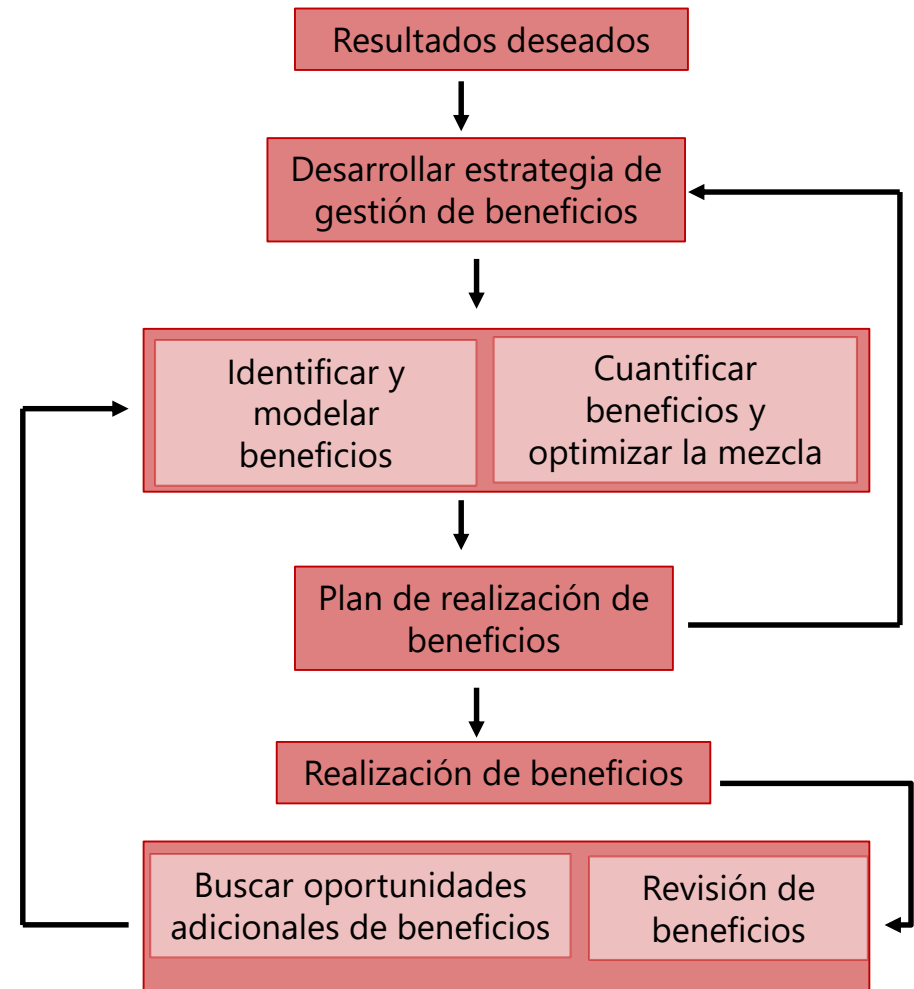 Resultados deseados
Desarrollar estrategia de
gestión de beneficios
Identificar y
modelar
beneficios
Cuantificar
beneficios y
optimizar la mezcla
Plan de realización de
beneficios
Realización de beneficios
Buscar oportunidades
adicionales de beneficios
Revisión de
beneficios